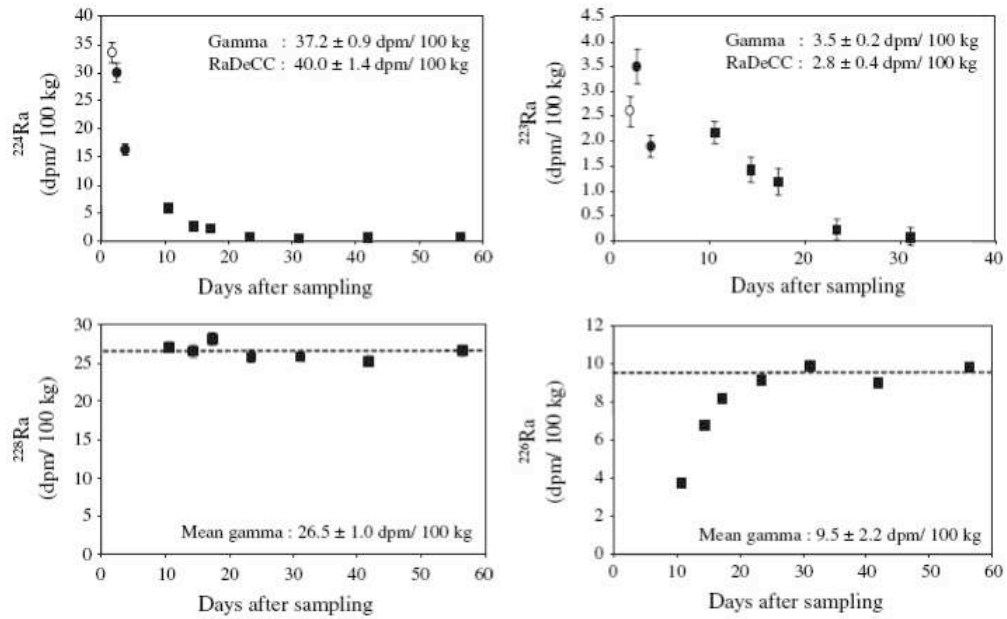 40
35
30
25
20
15
10
5
0
Gamma : 37.2 ± 0.9 dpm/ 100 kg
RaDeCC : 40.0 ± 1.4 dpm/ 100 kg
²²⁴Ra
(dpm/ 100 kg)
0 10 20 30 40 50 60
Days after sampling
4.5
4.0
3.5
3.0
2.5
2.0
1.5
1.0
0.5
0
Gamma : 3.5 ± 0.2 dpm/ 100 kg
RaDeCC : 2.8 ± 0.4 dpm/ 100 kg
²²³Ra
(dpm/ 100 kg)
0 10 20 30 40
Days after sampling
30
25
20
15
10
5
0
²²⁸Ra
(dpm/ 100 kg)
Mean gamma : 26.5 ± 1.0 dpm/ 100 kg
0 10 20 30 40 50 60
Days after sampling
12
10
8
6
4
2
0
²²⁶Ra
(dpm/ 100 kg)
Mean gamma : 9.5 ± 2.2 dpm/ 100 kg
0 10 20 30 40 50 60
Days after sampling